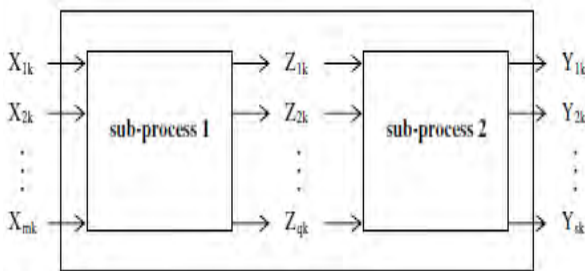 X1k Z1k Y1k
X2k Z2k Y2k
sub-process 1 sub-process 2
Xmk Zqk Ysk